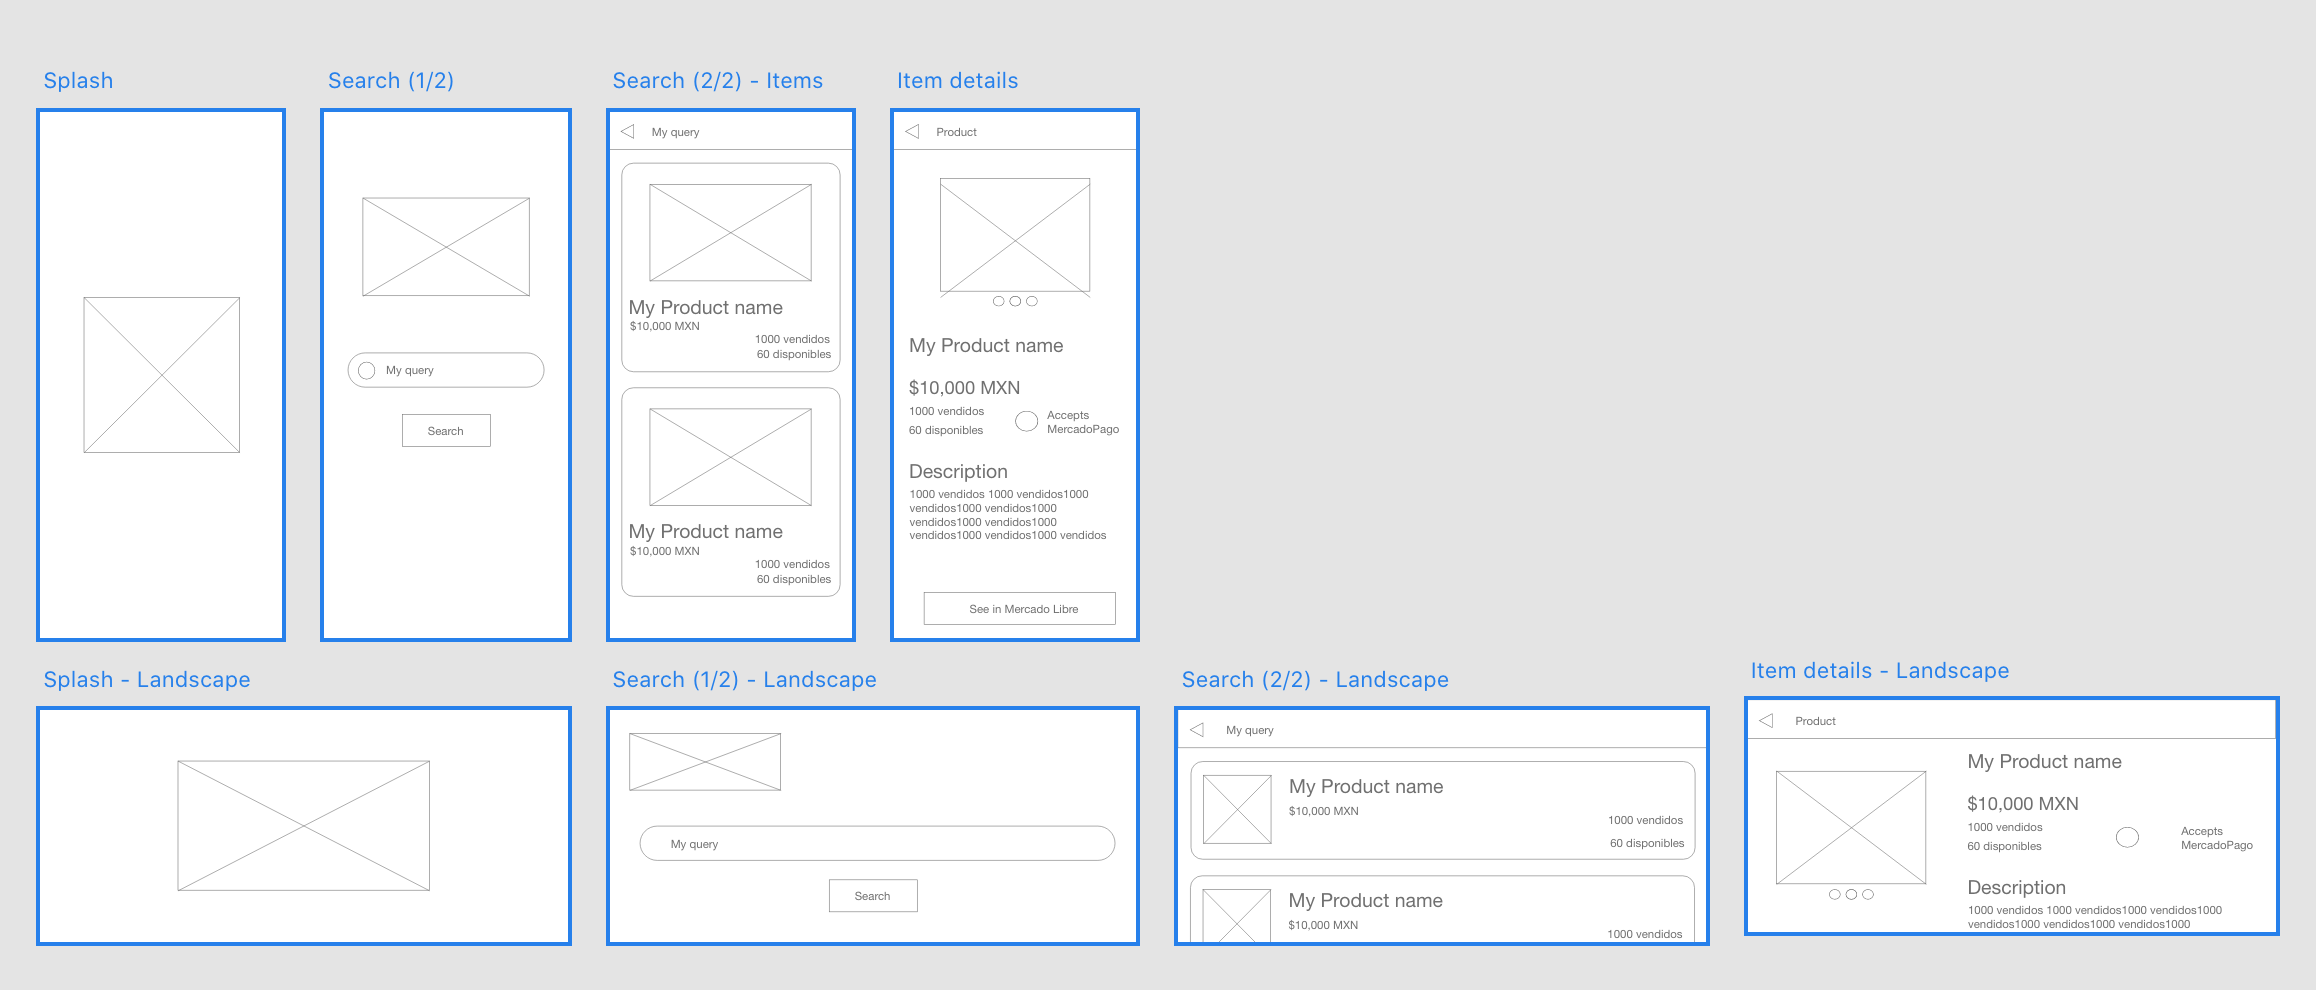 Splash
Search (1/2)
My query
Search
Search (2/2) - Items
My query
My Product name
$10,000 MXN
1000 vendidos
60 disponibles
My Product name
$10,000 MXN
1000 vendidos
60 disponibles
Item details
Product
My Product name
$10,000 MXN
1000 vendidos
60 disponibles
Accepts
MercadoPago
Description
1000 vendidos 1000 vendidos1000
vendidos1000 vendidos1000
vendidos1000 vendidos1000
vendidos1000 vendidos1000 vendidos
See in Mercado Libre
Splash - Landscape
Search (1/2) - Landscape
My query
Search
Search (2/2) - Landscape
My query
My Product name
$10,000 MXN
1000 vendidos
60 disponibles
My Product name
$10,000 MXN
1000 vendidos
Item details - Landscape
Product
My Product name
$10,000 MXN
1000 vendidos
60 disponibles
Accepts
MercadoPago
Description
1000 vendidos 1000 vendidos1000 vendidos1000
vendidos1000 vendidos1000 vendidos1000